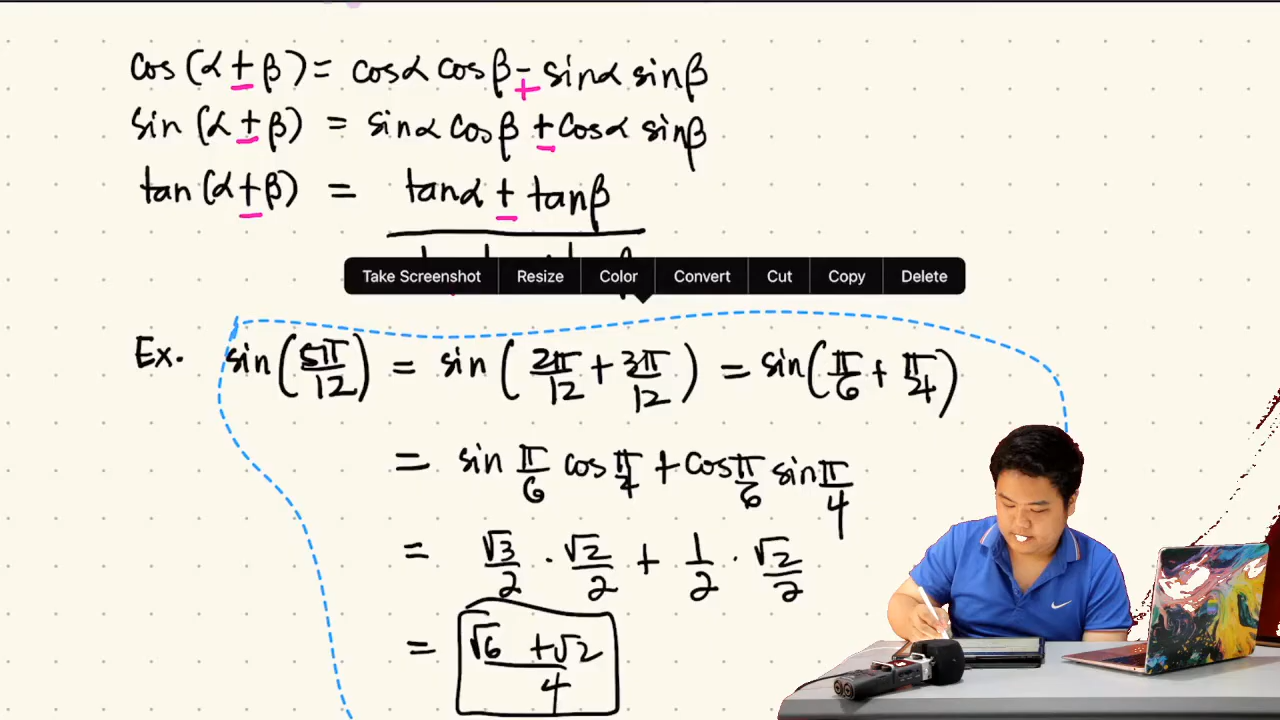 cos(α ± β) = cosα cosβ -+ sinα sinβ
sin(α ± β) = sinα cosβ ± cosα sinβ
tan(α ± β) = tanα ± tanβ
Take Screenshot Resize Color Convert Cut Copy Delete
Ex. sin(5π/12) = sin(2π/12 + 3π/12) = sin(π/6 + π/4)
= sin π/6 cos π/4 + cos π/6 sin π/4
= √3/2 · √2/2 + 1/2 · √2/2
= √6 + √2 / 4